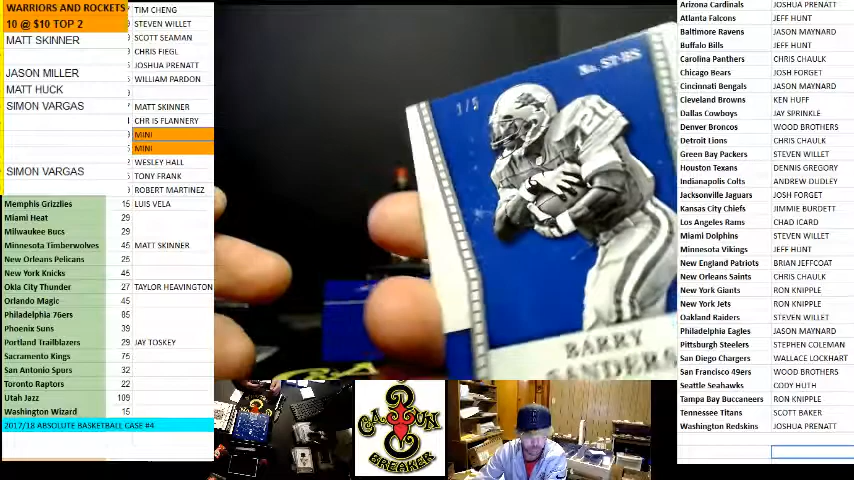 WARRIORS AND ROCKETS
10 @ $10 TOP 2
MATT SKINNER
JASON MILLER
MATT HUCK
SIMON VARGAS
SIMON VARGAS
TIM CHENG
STEVEN WILLET
SCOTT SEAMAN
CHRIS FIEGL
JOSHUA PRENATT
WILLIAM PARDON
MATT SKINNER
CHR IS FLANNERY
MINI
MINI
WESLEY HALL
TONY FRANK
ROBERT MARTINEZ
Memphis Grizzlies 15 LUIS VELA
Miami Heat 29
Milwaukee Bucs 29
Minnesota Timberwolves 45 MATT SKINNER
New Orleans Pelicans 25
New York Knicks 45
Okla City Thunder 27 TAYLOR HEAVINGTON
Orlando Magic 45
Philadelphia 76ers 85
Phoenix Suns 39
Portland Trailblazers 29 JAY TOSKEY
Sacramento Kings 75
San Antonio Spurs 32
Toronto Raptors 22
Utah Jazz 109
Washington Wizard 15
2017/18 ABSOLUTE BASKETBALL CASE #4
No. ST-BS
1/5
20
BARRY
SANDERS
CAJUN
BREAKER
Arizona Cardinals JOSHUA PRENATT
Atlanta Falcons JEFF HUNT
Baltimore Ravens JASON MAYNARD
Buffalo Bills JEFF HUNT
Carolina Panthers CHRIS CHAULK
Chicago Bears JOSH FORGET
Cincinnati Bengals JASON MAYNARD
Cleveland Browns KEN HUFF
Dallas Cowboys JAY SPRINKLE
Denver Broncos WOOD BROTHERS
Detroit Lions CHRIS CHAULK
Green Bay Packers STEVEN WILLET
Houston Texans DENNIS GREGORY
Indianapolis Colts ANDREW DUDLEY
Jacksonville Jaguars JOSH FORGET
Kansas City Chiefs JIMMIE BURDETT
Los Angeles Rams CHAD ICARD
Miami Dolphins STEVEN WILLET
Minnesota Vikings JEFF HUNT
New England Patriots BRIAN JEFFCOAT
New Orleans Saints CHRIS CHAULK
New York Giants RON KNIPPLE
New York Jets RON KNIPPLE
Oakland Raiders STEVEN WILLET
Philadelphia Eagles JASON MAYNARD
Pittsburgh Steelers STEPHEN COLEMAN
San Diego Chargers WALLACE LOCKHART
San Francisco 49ers WOOD BROTHERS
Seattle Seahawks CODY HUTH
Tampa Bay Buccaneers RON KNIPPLE
Tennessee Titans SCOTT BAKER
Washington Redskins JOSHUA PRENATT